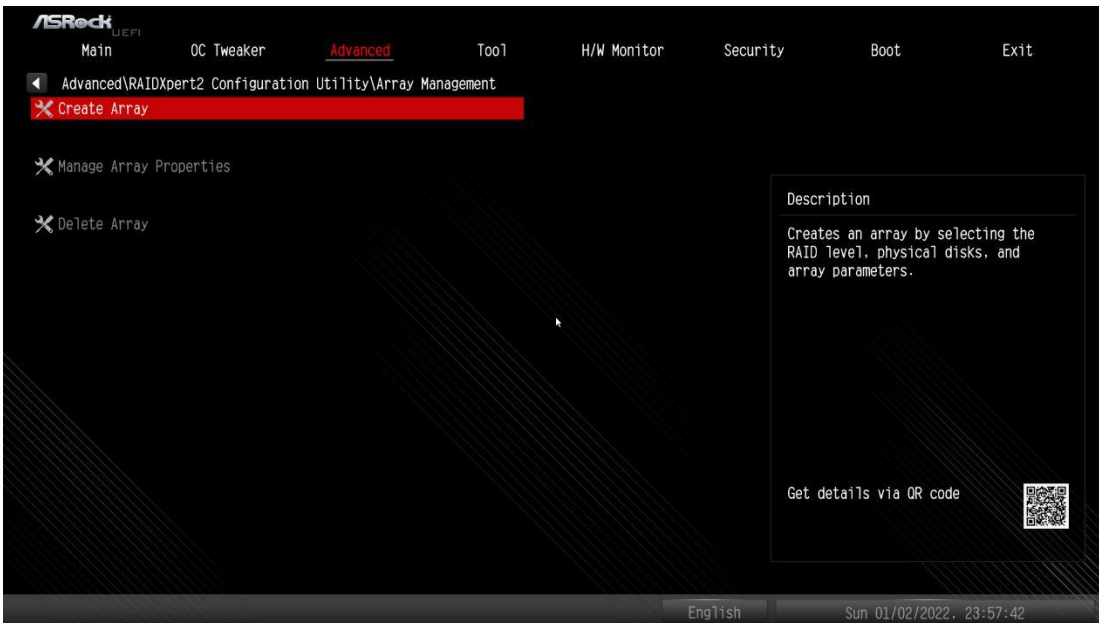 ASRock UEFI
Main OC Tweaker Advanced Tool H/W Monitor Security Boot Exit
Advanced\RAIDXpert2 Configuration Utility\Array Management
Create Array
Manage Array Properties
Delete Array
Description
Creates an array by selecting the
RAID level, physical disks, and
array parameters.
Get details via QR code
English Sun 01/02/2022, 23:57:42